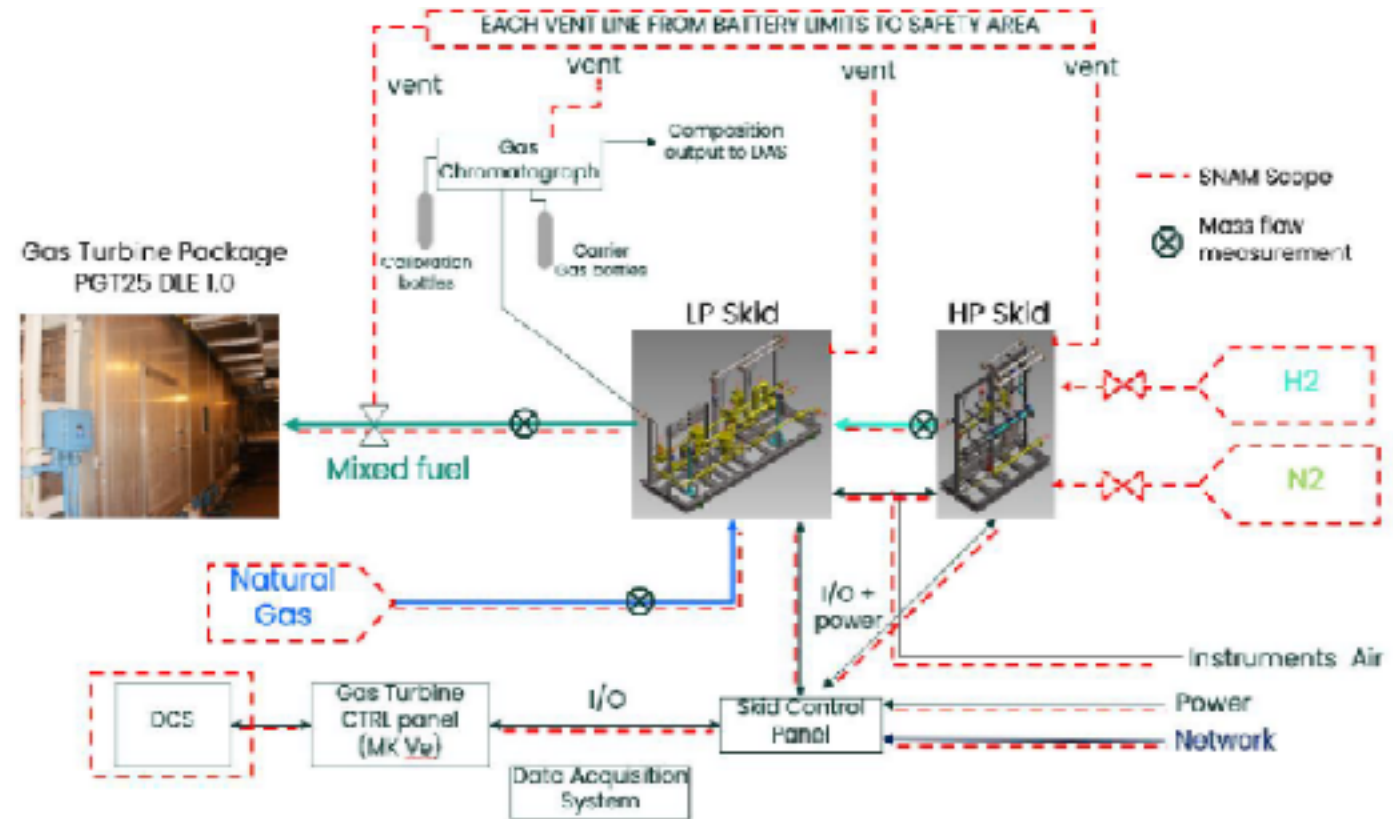 EACH VENT LINE FROM BATTERY LIMITS TO SAFETY AREA
vent
vent
vent
vent
Gas
Chromatograph
Composition
output to DAS
Calibration
bottles
Carrier
Gas bottles
SNAM Scope
Mass flow
measurement
Gas Turbine Package
PGT25 DLE 1.0
LP Skid
HP Skid
H2
N2
Mixed fuel
Natural
Gas
I/O +
power
Instruments Air
Power
Network
DCS
Gas Turbine
CTRL panel
(MK VIe)
I/O
Skid Control
Panel
Data Acquisition
System